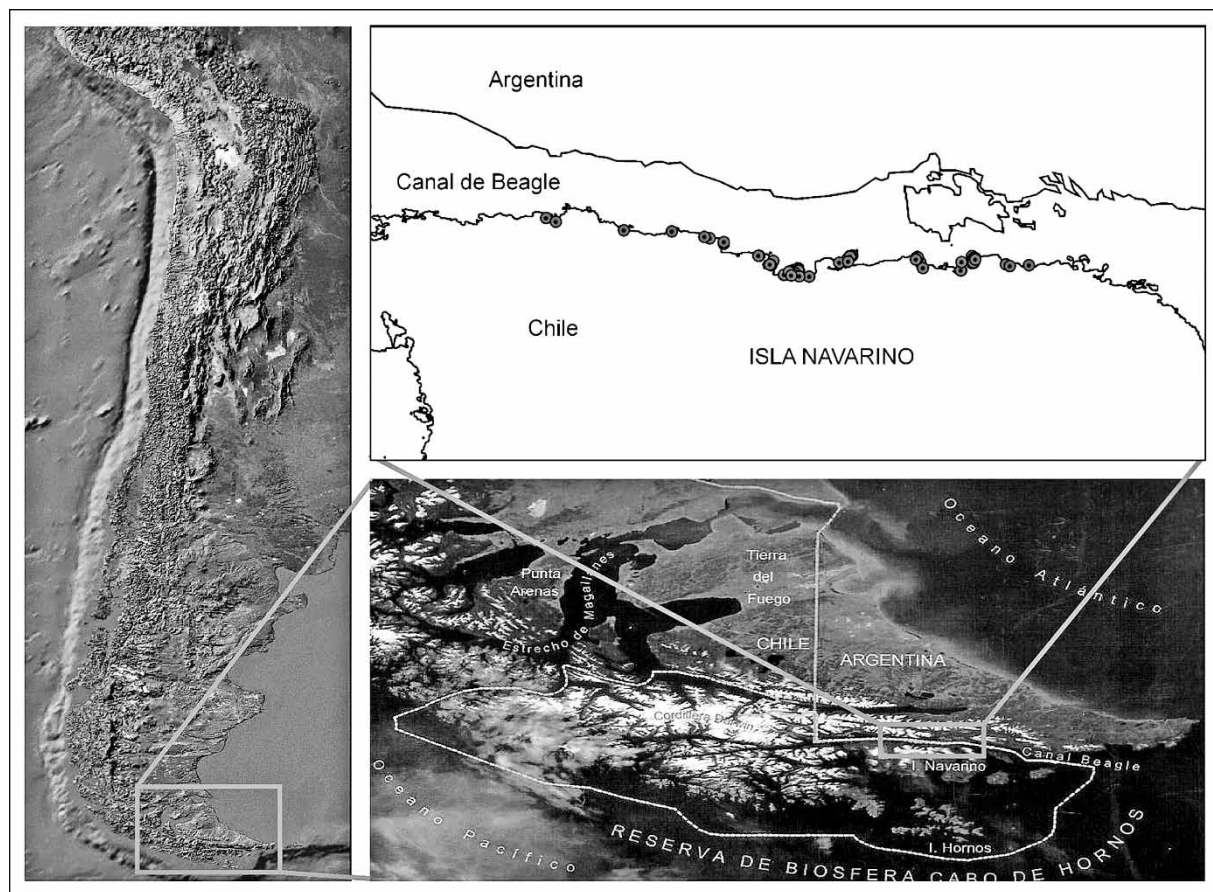 Argentina
Canal de Beagle
Chile
ISLA NAVARINO
Oceano Atlántico
Punta
Arenas
Estrecho de Magallanes
Tierra
del
Fuego
CHILE
ARGENTINA
Cordillera Darwin
Canal Beagle
I. Navarino
Oceano Pacífico
I. Hornos
RESERVA DE BIOSFERA CABO DE HORNOS